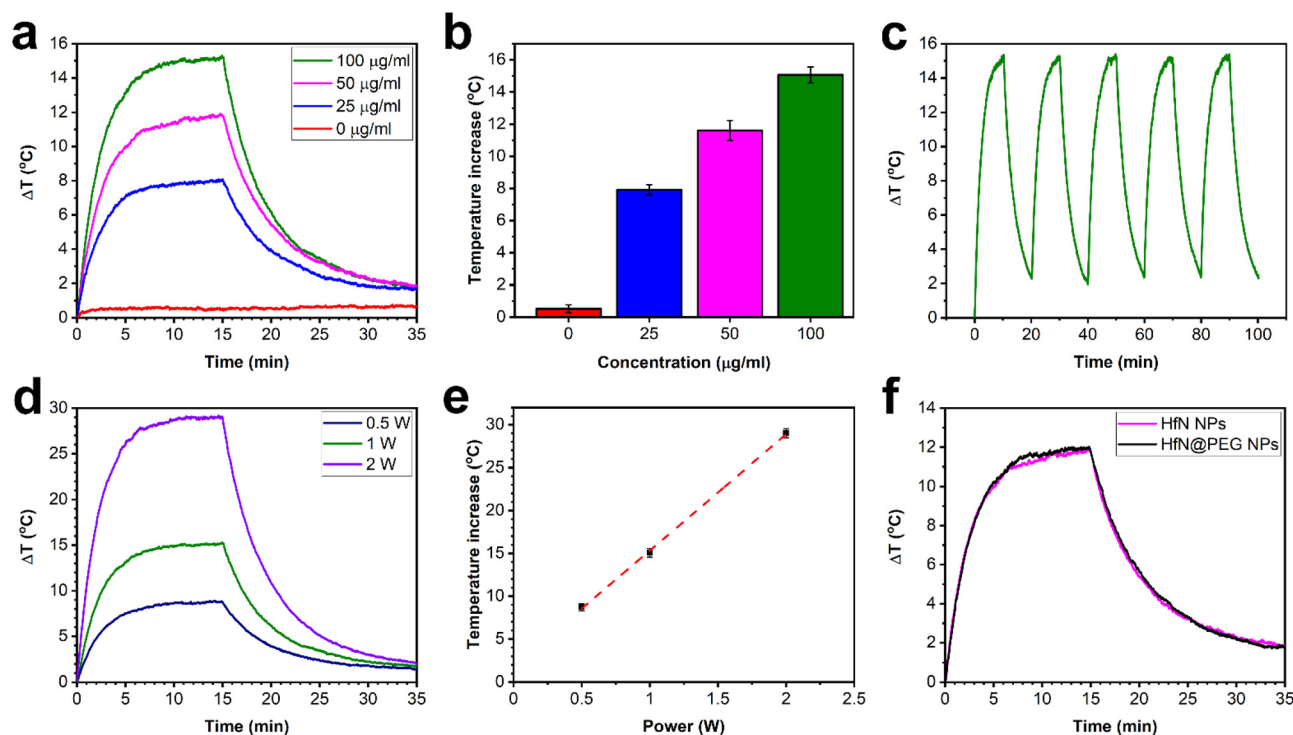 a
16
14
12
10
8
6
4
2
0
ΔT (ºC)
100 μg/ml
50 μg/ml
25 μg/ml
0 μg/ml
0 5 10 15 20 25 30 35
Time (min)
b
16
14
12
10
8
6
4
2
0
Temperature increase (ºC)
0 25 50 100
Concentration (μg/ml)
c
16
14
12
10
8
6
4
2
0
ΔT (ºC)
0 20 40 60 80 100
Time (min)
d
30
25
20
15
10
5
0
ΔT (ºC)
0.5 W
1 W
2 W
0 5 10 15 20 25 30 35
Time (min)
e
30
25
20
15
10
5
0
Temperature increase (ºC)
0.0 0.5 1.0 1.5 2.0 2.5
Power (W)
f
14
12
10
8
6
4
2
0
ΔT (ºC)
HfN NPs
HfN@PEG NPs
0 5 10 15 20 25 30 35
Time (min)